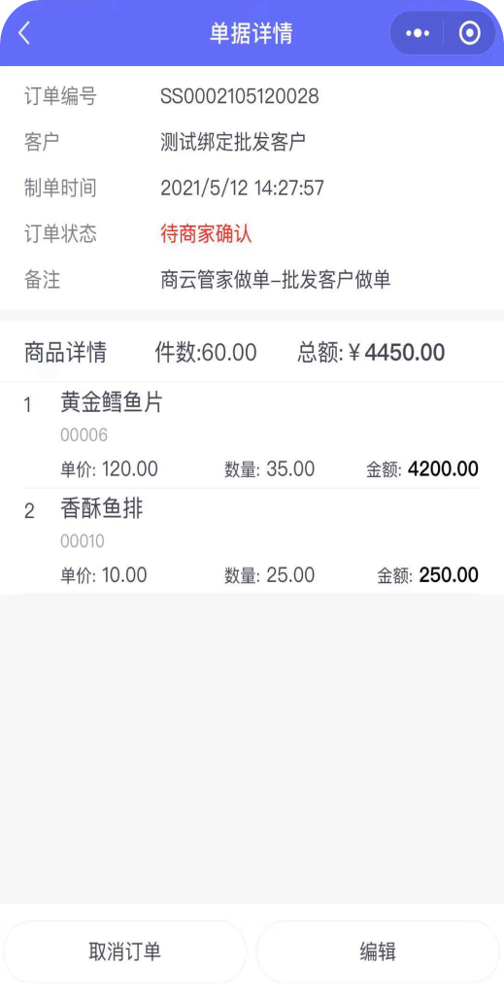 单据详情
订单编号 SS0002105120028
客户 测试绑定批发客户
制单时间 2021/5/12 14:27:57
订单状态 待商家确认
备注 商云管家做单-批发客户做单
商品详情 件数:60.00 总额:￥4450.00
1 黄金鳕鱼片
00006
单价: 120.00 数量: 35.00 金额: 4200.00
2 香酥鱼排
00010
单价: 10.00 数量: 25.00 金额: 250.00
取消订单 编辑